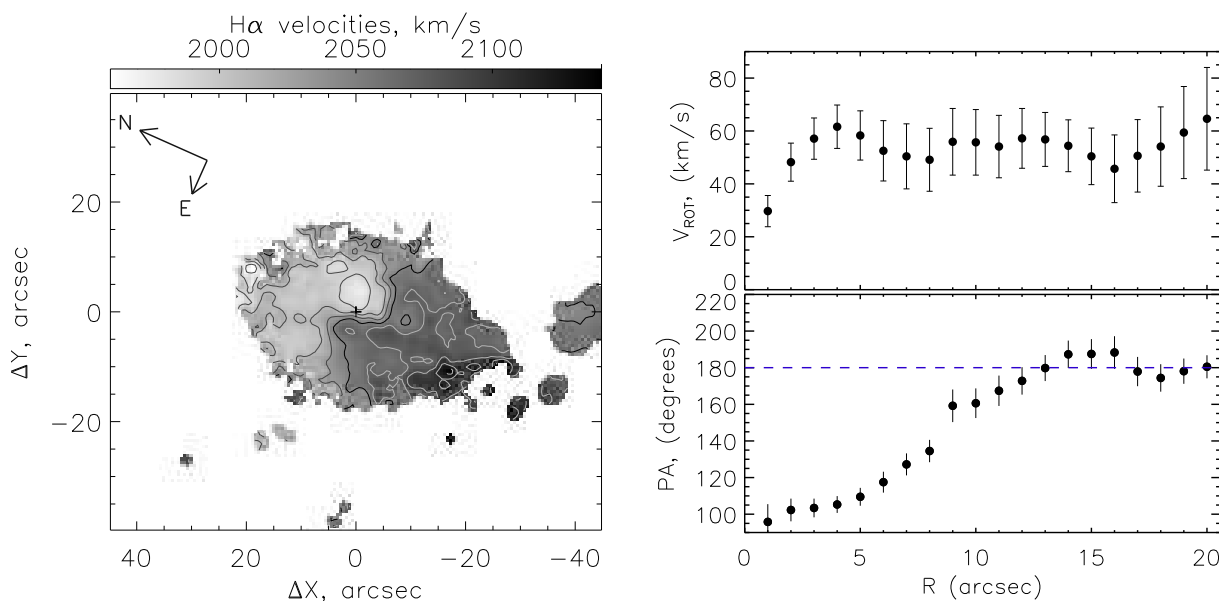 Hα velocities, km/s
2000 2050 2100
N
E
20
0
−20
ΔY, arcsec
40 20 0 −20 −40
ΔX, arcsec
80
60
40
20
0
V_ROT, (km/s)
220
200
180
160
140
120
100
PA, (degrees)
0 5 10 15 20
R (arcsec)